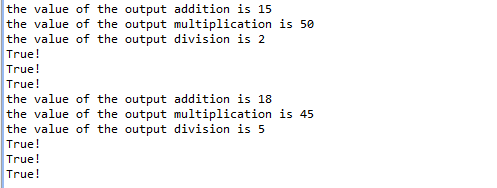 the value of the output addition is 15
the value of the output multiplication is 50
the value of the output division is 2
True!
True!
True!
the value of the output addition is 18
the value of the output multiplication is 45
the value of the output division is 5
True!
True!
True!